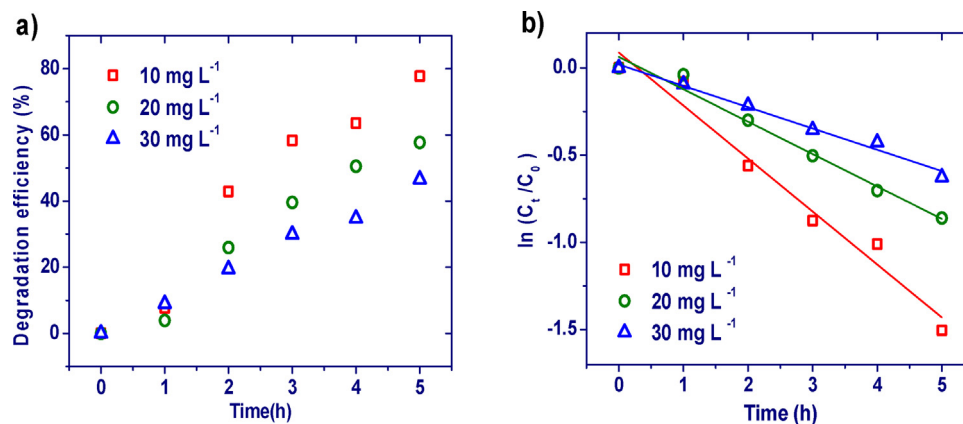 a)
Degradation efficiency (%)
80
60
40
20
0
10 mg L⁻¹
20 mg L⁻¹
30 mg L⁻¹
0 1 2 3 4 5
Time(h)
b)
ln (Cₜ /C₀ )
0.0
-0.5
-1.0
-1.5
10 mg L ⁻¹
20 mg L ⁻¹
30 mg L ⁻¹
0 1 2 3 4 5
Time (h)